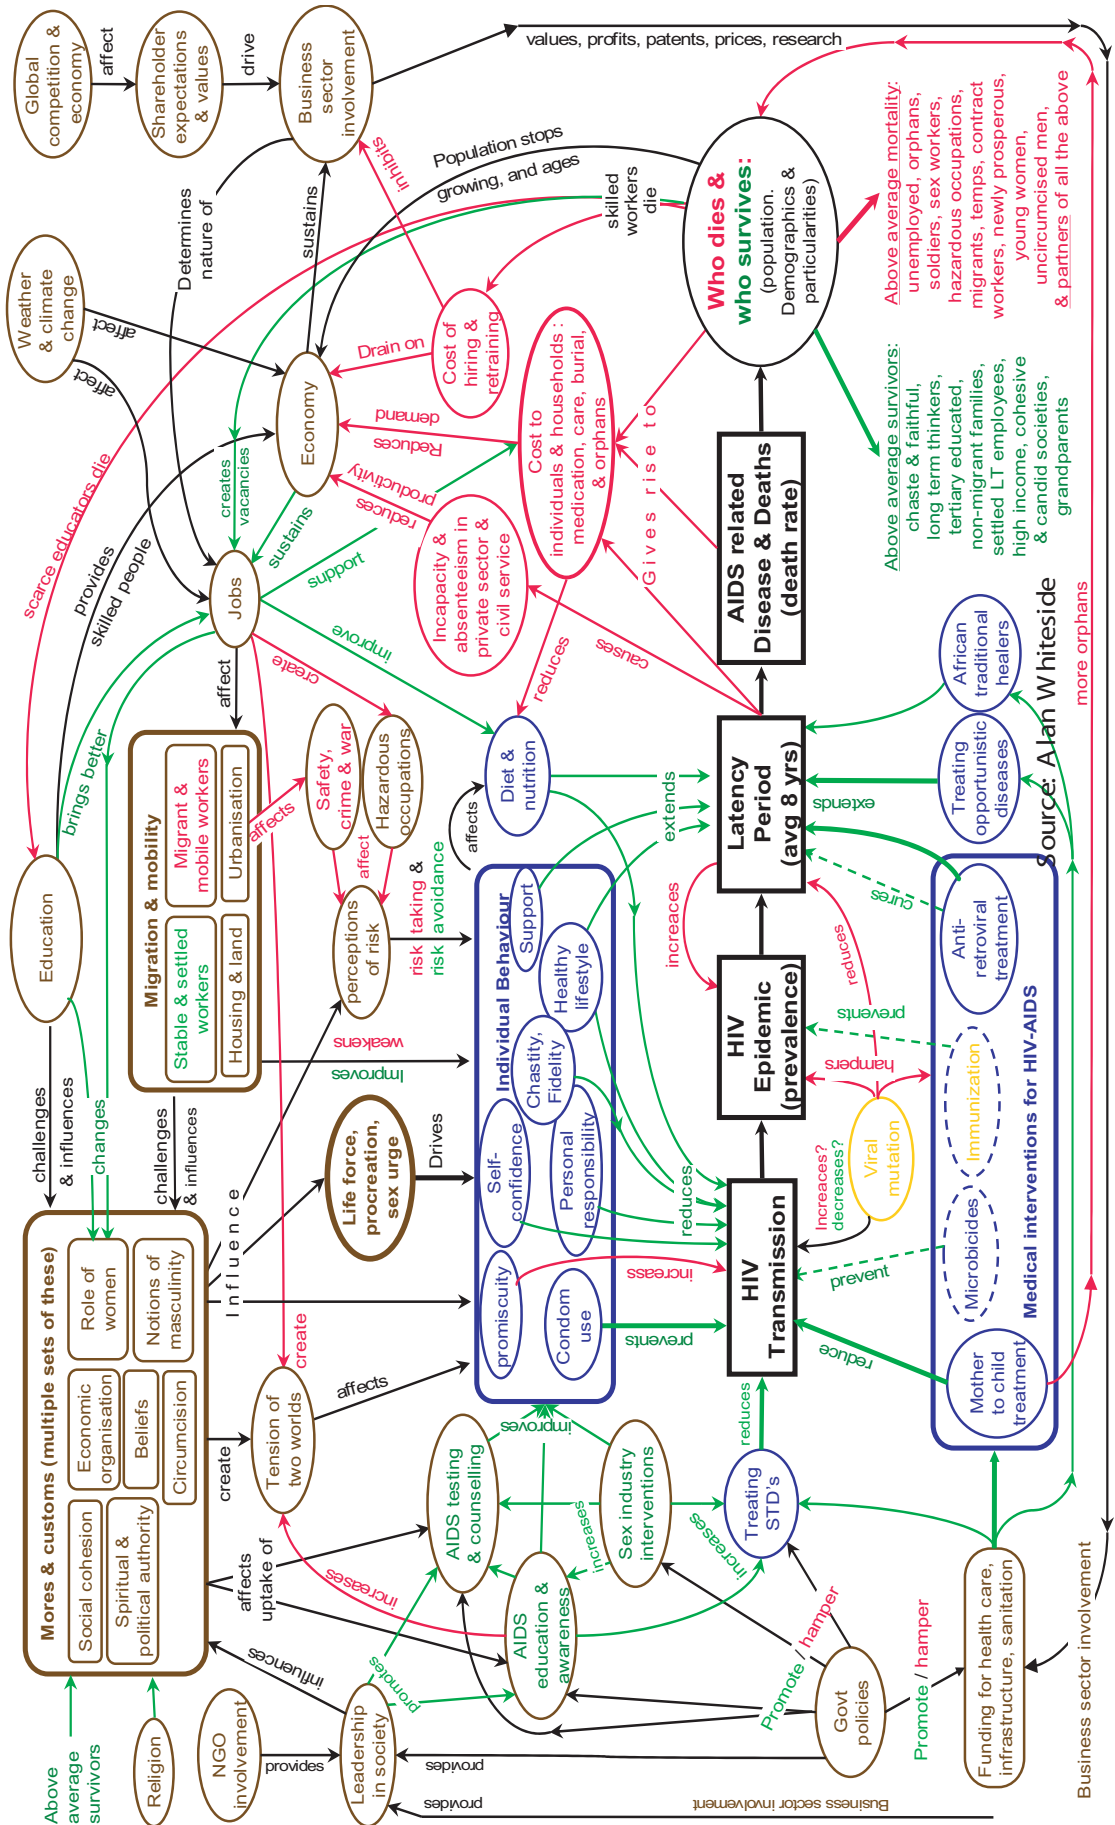 Above
average
survivors
Religion
NGO
involvement
provides
Leadership
in society
influences
promotes
provides
provides
Business sector involvement
Mores & customs (multiple sets of these)
Social cohesion
Spiritual &
political authority
Economic
organisation
Beliefs
Circumcision
Role of
women
Notions of
masculinity
challenges
& influences
changes
challenges
& influences
Influence
create
affects
uptake of
Tension of
two worlds
increases
create
affects
Education
brings better
provides
skilled people
scarce educators die
Migration & mobility
Stable & settled
workers
Migrant &
mobile workers
Housing & land
Urbanisation
affect
affects
weakens
Improves
Life force,
procreation,
sex urge
Drives
perceptions
of risk
Safety,
crime & war
Hazardous
occupations
affect
risk taking &
risk avoidance
Jobs
create
improve
support
sustains
creates
vacancies
Weather
& climate
change
affect
affect
Global
competition &
economy
affect
Shareholder
expectations
& values
drive
Business
sector
involvement
Determines
nature of
sustains
inhibits
Economy
Drain on
Cost of
hiring &
retraining
Reduces
demand
reduces
productivity
Population stops
growing, and ages
skilled
workers
die
values, profits, patents, prices, research
Incapacity &
absenteeism in
private sector &
civil service
Cost to
individuals & households :
medication, care, burial,
& orphans
reduces
causes
Gives rise to
Diet &
nutrition
affects
extends
Individual Behaviour
promiscuity
Condom
use
Self-
confidence
Personal
responsibility
Chastity,
Fidelity
Healthy
lifestyle
Support
increass
prevents
reduces
AIDS testing
& counselling
AIDS
education &
awareness
Sex industry
interventions
Treating
STD's
improves
increases
increases
reduces
HIV
Transmission
HIV
Epidemic
(prevalence)
Latency
Period
(avg 8 yrs)
AIDS related
Disease & Deaths
(death rate)
increaces
Who dies &
who survives:
(population.
Demographics &
particularities)
Above average survivors:
chaste & faithful,
long term thinkers,
tertiary educated,
non-migrant families,
settled LT employees,
high income, cohesive
& candid societies,
grandparents
Above average mortality:
unemployed, orphans,
soldiers, sex workers,
hazardous occupations,
migrants, temps, contract
workers, newly prosperous,
young women,
uncircumcised men,
& partners of all the above
Viral
mutation
Increaces?
decreases?
hampers
reduces
prevents
prevent
reduce
cures
extends
Medical interventions for HIV-AIDS
Mother
to child
treatment
Microbicides
Immunization
Anti-
retroviral
treatment
Treating
opportunistic
diseases
African
traditional
healers
Source: Alan Whiteside
more orphans
Govt
policies
Promote / hamper
Promote / hamper
Funding for health care,
infrastructure, sanitation
Business sector involvement